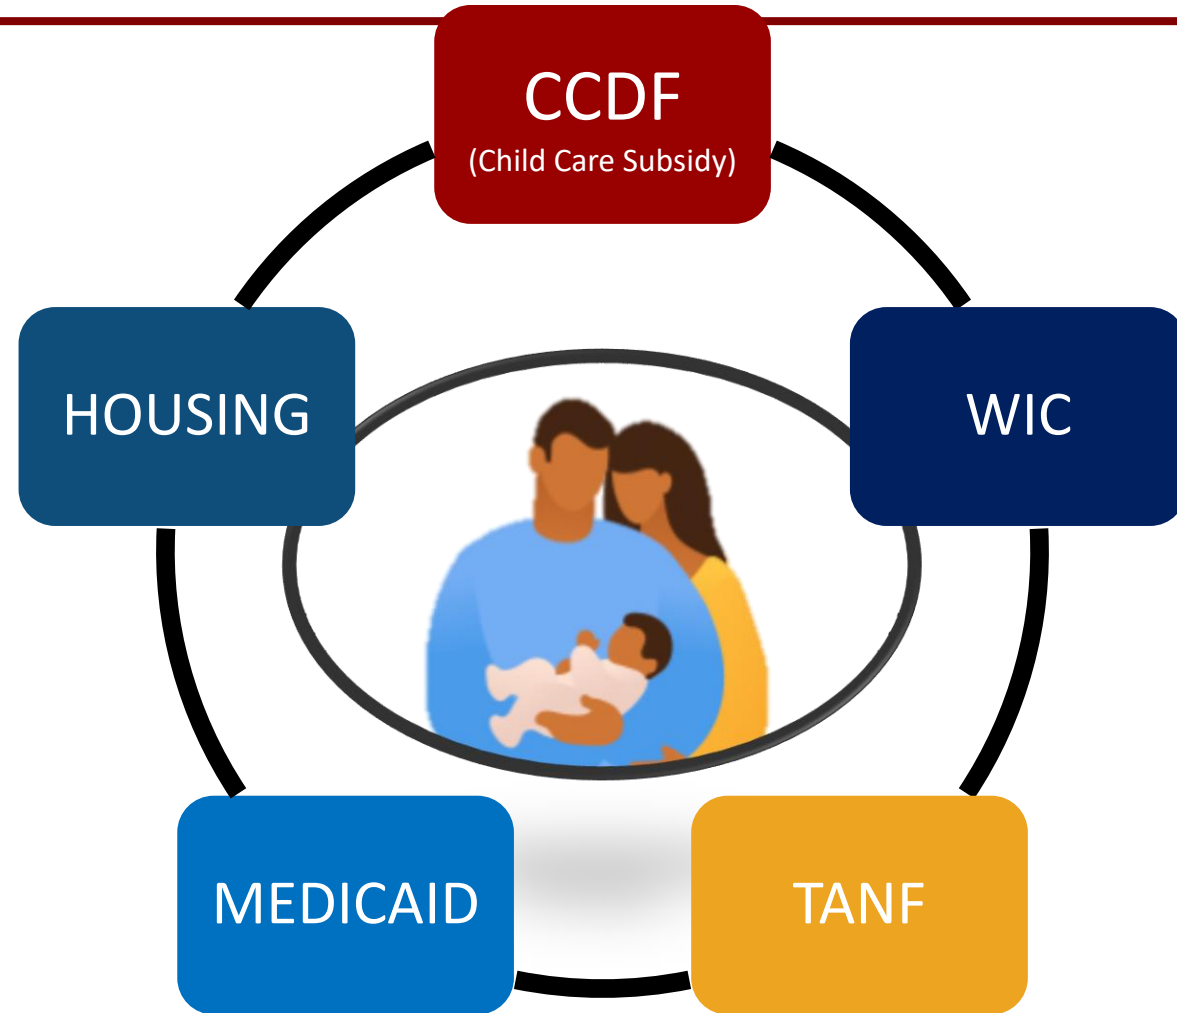 CCDF
(Child Care Subsidy)
HOUSING
WIC
MEDICAID
TANF